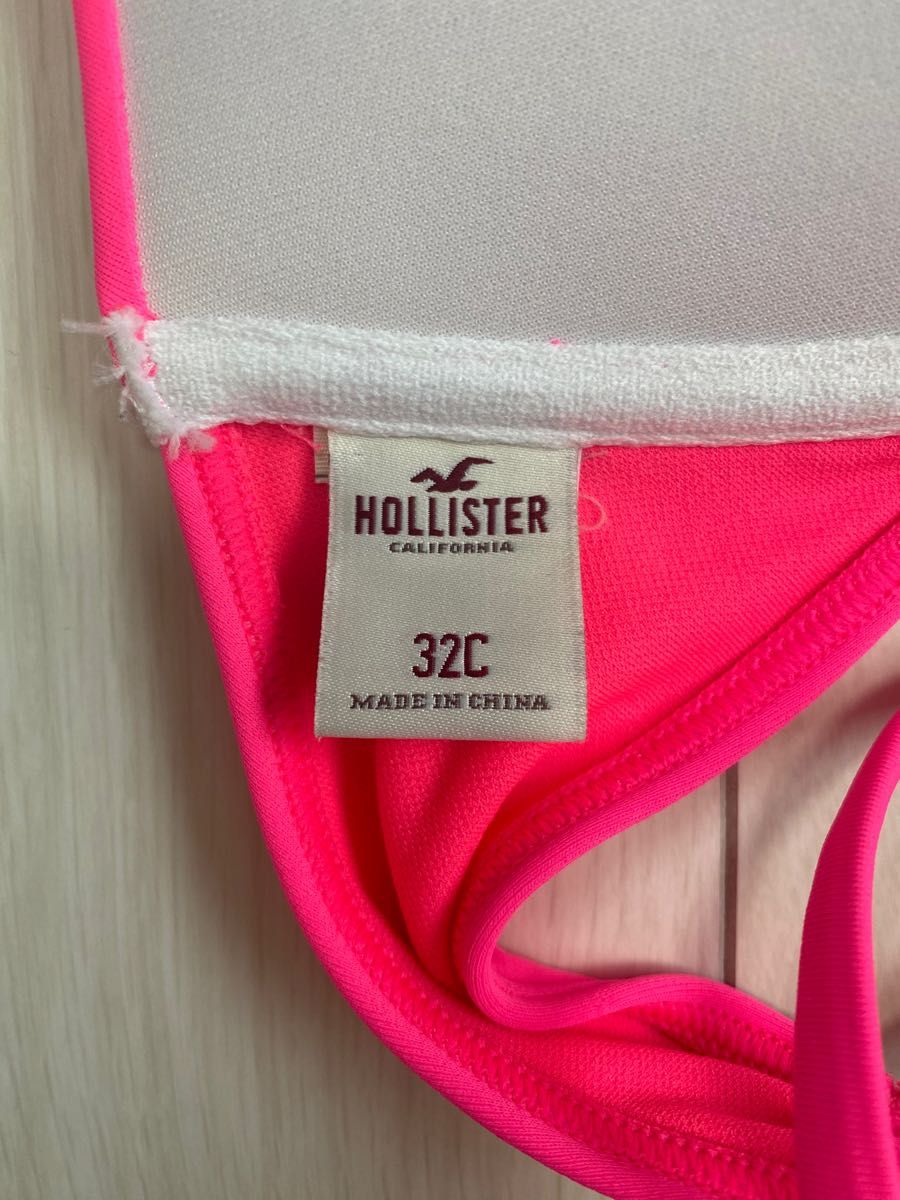 HOLLISTER
CALIFORNIA
32C
MADE IN CHINA